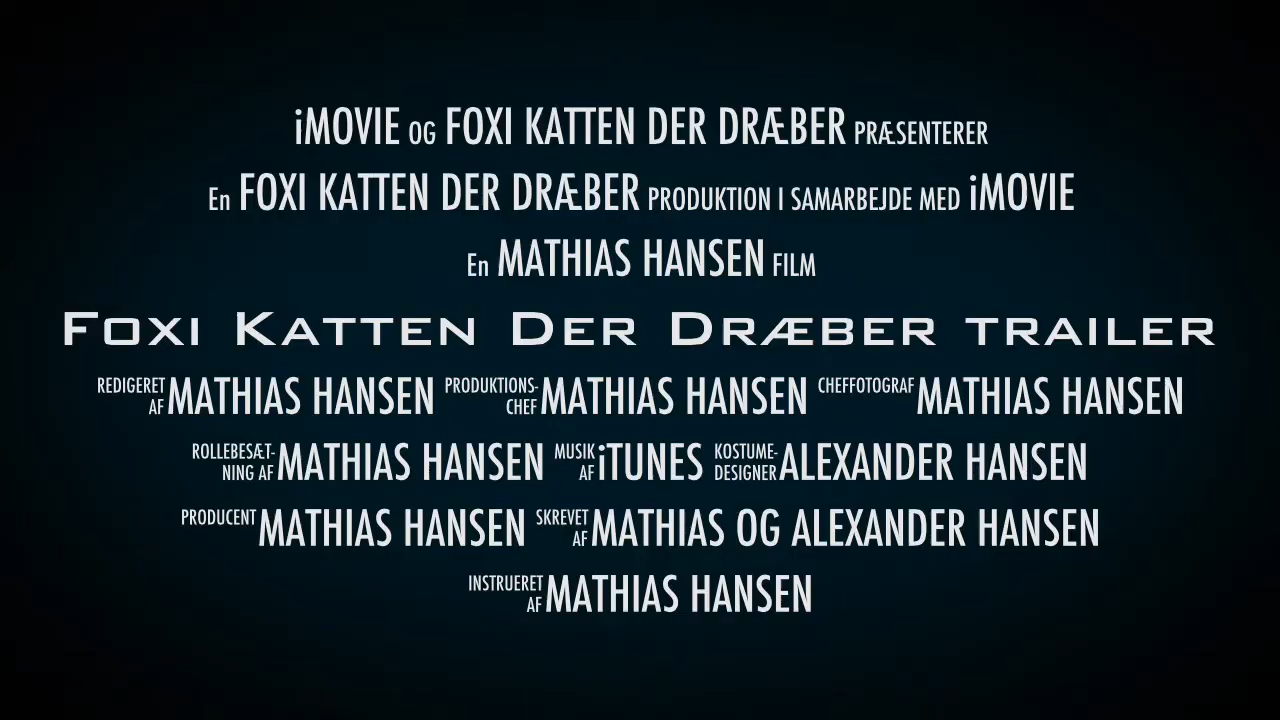 iMOVIE OG FOXI KATTEN DER DRÆBER PRÆSENTERER
En FOXI KATTEN DER DRÆBER PRODUKTION I SAMARBEJDE MED iMOVIE
En MATHIAS HANSEN FILM
FOXI KATTEN DER DRÆBER TRAILER
REDIGERET AF MATHIAS HANSEN PRODUKTIONS-CHEF MATHIAS HANSEN CHEFFOTOGRAF MATHIAS HANSEN
ROLLEBESÆT-NING AF MATHIAS HANSEN MUSIK AF iTUNES KOSTUME-DESIGNER ALEXANDER HANSEN
PRODUCENT MATHIAS HANSEN SKREVET AF MATHIAS OG ALEXANDER HANSEN
INSTRUERET AF MATHIAS HANSEN